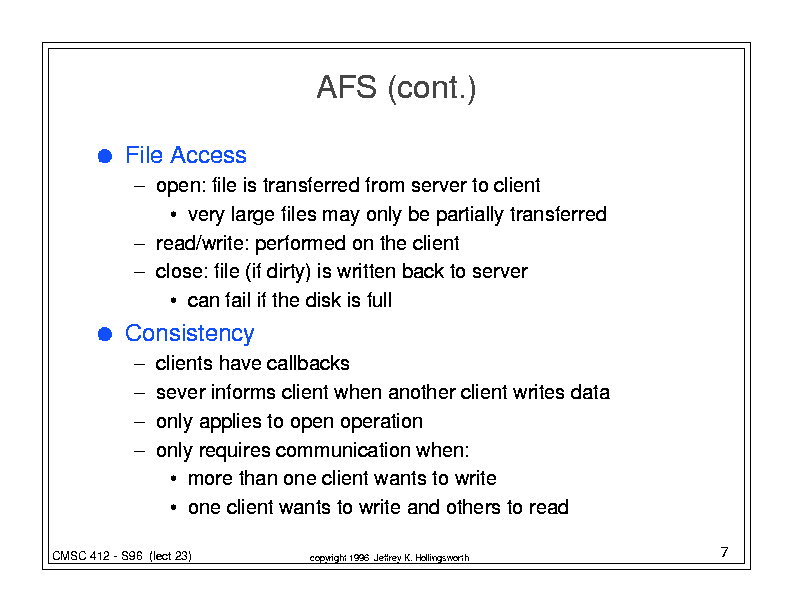 AFS (cont.)
● File Access
– open: file is transferred from server to client
• very large files may only be partially transferred
– read/write: performed on the client
– close: file (if dirty) is written back to server
• can fail if the disk is full
● Consistency
– clients have callbacks
– sever informs client when another client writes data
– only applies to open operation
– only requires communication when:
• more than one client wants to write
• one client wants to write and others to read
CMSC 412 - S96 (lect 23)
copyright 1996 Jeffrey K. Hollingsworth
7